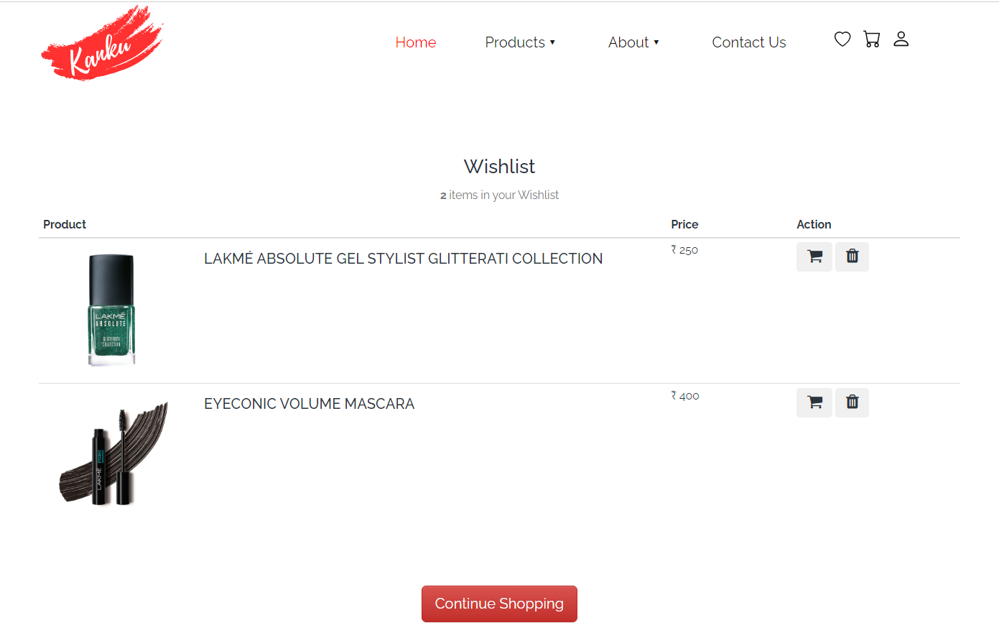 Kanku
Home Products ▾ About ▾ Contact Us
Wishlist
2 items in your Wishlist
Product Price Action
LAKMÉ ABSOLUTE GEL STYLIST GLITTERATI COLLECTION ₹ 250
LAKMÉ
ABSOLUTE
GLITTERATI
COLLECTION
EYECONIC VOLUME MASCARA ₹ 400
LAKMÉ EYECONIC
Continue Shopping